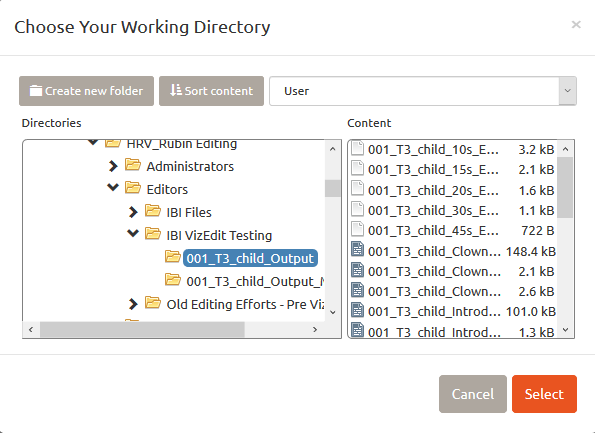 Choose Your Working Directory
×
Create new folder
Sort content
User
Directories
Content
HRV_Rubin Editing
Administrators
Editors
IBI Files
IBI VizEdit Testing
001_T3_child_Output
001_T3_child_Output_
Old Editing Efforts - Pre Viz
001_T3_child_10s_E... 3.2 kB
001_T3_child_15s_E... 2.1 kB
001_T3_child_20s_E... 1.6 kB
001_T3_child_30s_E... 1.1 kB
001_T3_child_45s_E... 722 B
001_T3_child_Clown... 148.4 kB
001_T3_child_Clown... 2.1 kB
001_T3_child_Clown... 2.6 kB
001_T3_child_Introd... 101.0 kB
001_T3_child_Introd... 1.3 kB
Cancel
Select